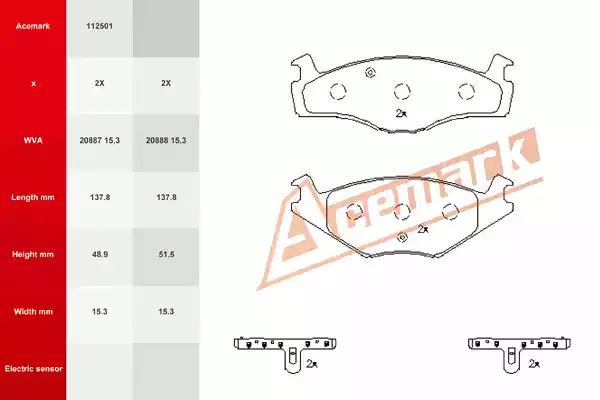 Acemark 112501
x 2X 2X
WVA 20887 15.3 20888 15.3
Length mm 137.8 137.8
Height mm 48.9 51.5
Width mm 15.3 15.3
Electric sensor
2x
2x
Acemark
2x
2x